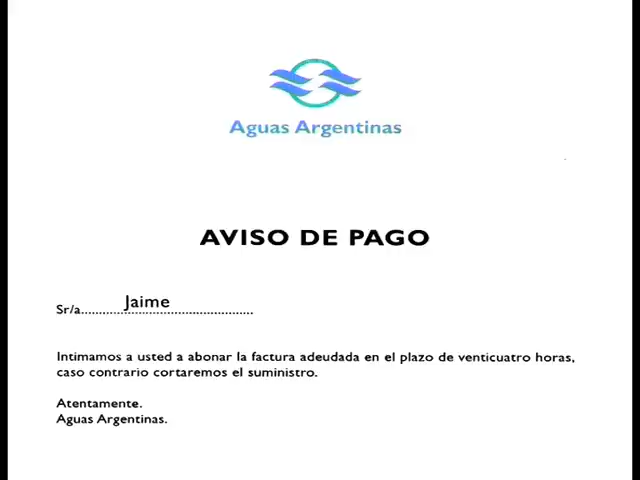 Aguas Argentinas
AVISO DE PAGO
Sr/a................................................ Jaime
Intimamos a usted a abonar la factura adeudada en el plazo de venticuatro horas,
caso contrario cortaremos el suministro.
Atentamente.
Aguas Argentinas.